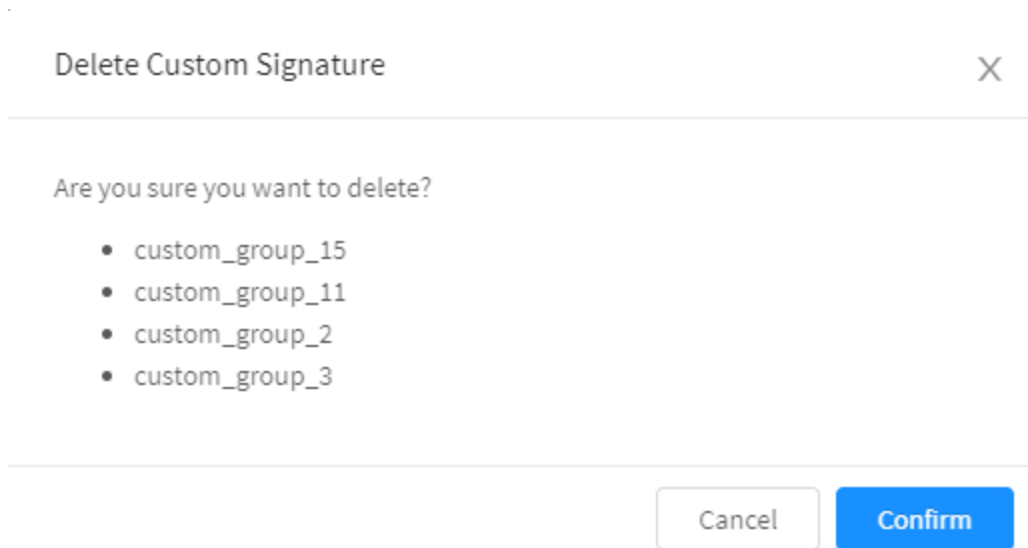 Delete Custom Signature
X
Are you sure you want to delete?
• custom_group_15
• custom_group_11
• custom_group_2
• custom_group_3
Cancel
Confirm